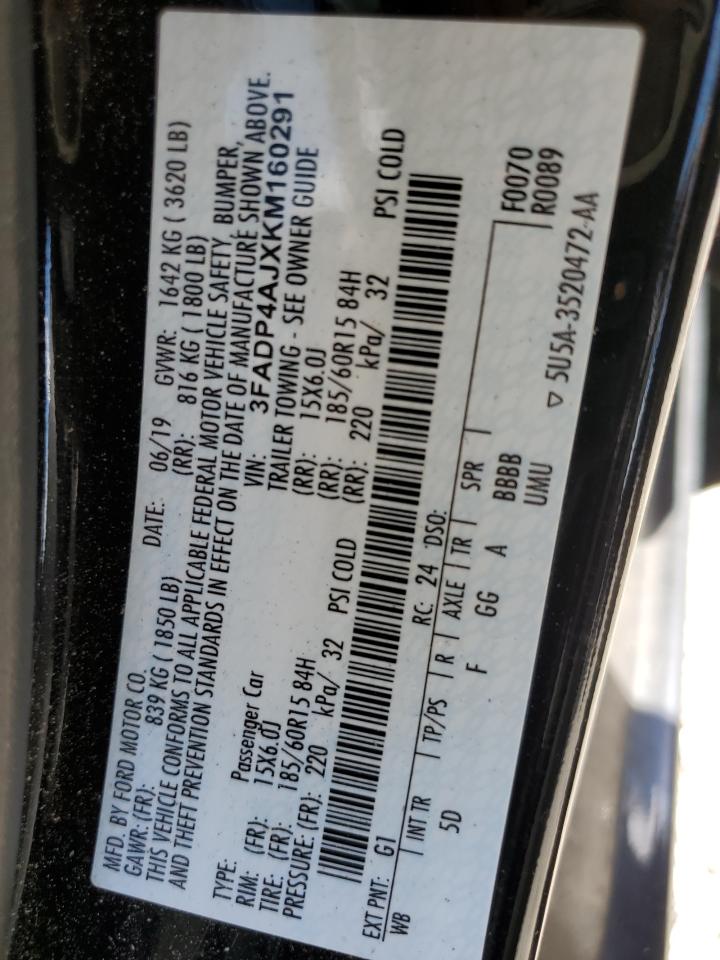 MFD. BY FORD MOTOR CO. DATE: 06/19 GVWR: 1642 KG ( 3620 LB)
GAWR: (FR): 839 KG ( 1850 LB) (RR): 816 KG ( 1800 LB)
THIS VEHICLE CONFORMS TO ALL APPLICABLE FEDERAL MOTOR VEHICLE SAFETY, BUMPER,
AND THEFT PREVENTION STANDARDS IN EFFECT ON THE DATE OF MANUFACTURE SHOWN ABOVE.
VIN: 3FADP4AJXKM160291
TYPE: Passenger Car TRAILER TOWING - SEE OWNER GUIDE
RIM: (FR): 15X6.0J (RR): 15X6.0J
TIRE: (FR): 185/60R15 84H (RR): 185/60R15 84H
PRESSURE: (FR): 220 kPa/ 32 PSI COLD (RR): 220 kPa/ 32 PSI COLD
EXT PNT: G1 RC: 24 DSO: F0070
WB INT TR TP/PS R AXLE TR SPR R0089
5D F GG A BBBB
UMU ▽ 5U5A-3520472-AA